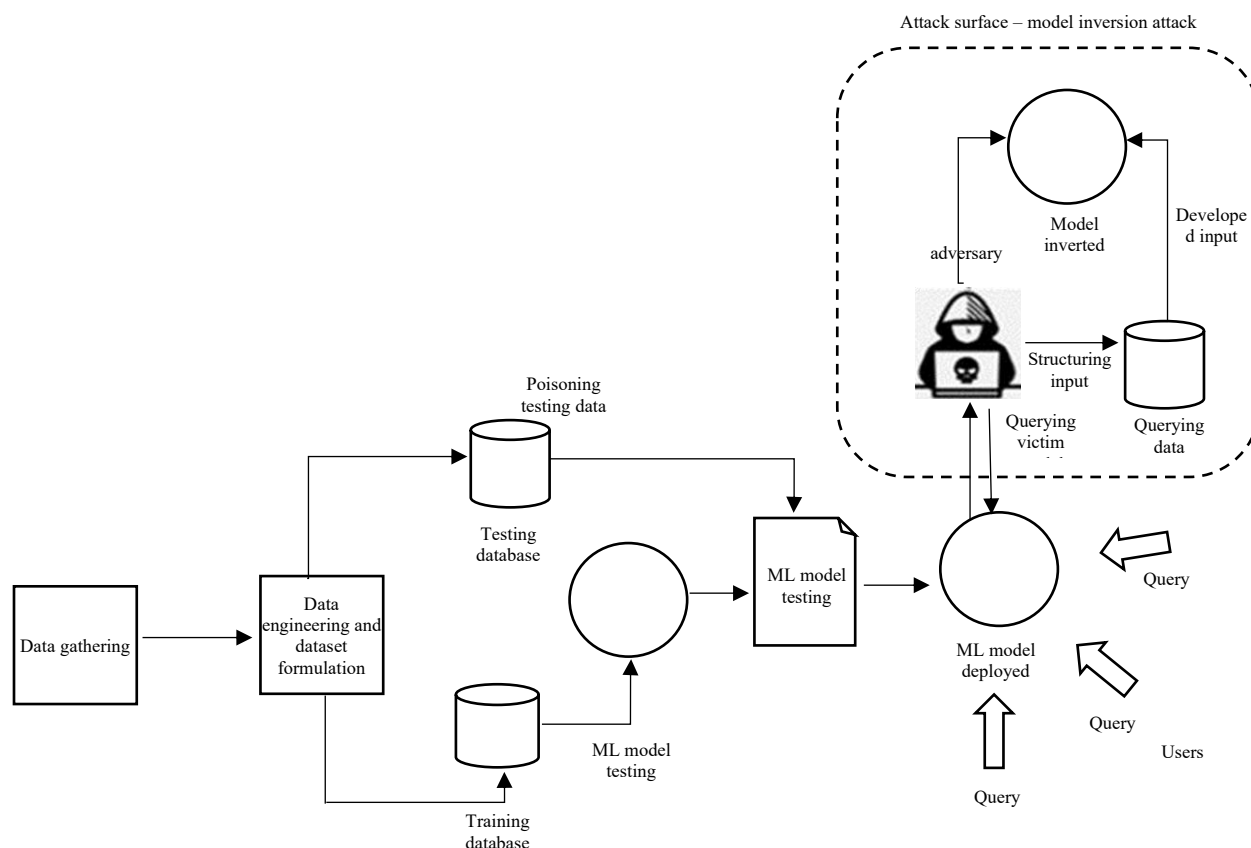 Attack surface – model inversion attack
Model
inverted
Develope
d input
adversary
Structuring
input
Querying
data
Querying
victim
Poisoning
testing data
Testing
database
Data gathering
Data
engineering and
dataset
formulation
ML model
testing
ML model
deployed
Query
Query
Users
Query
ML model
testing
Training
database